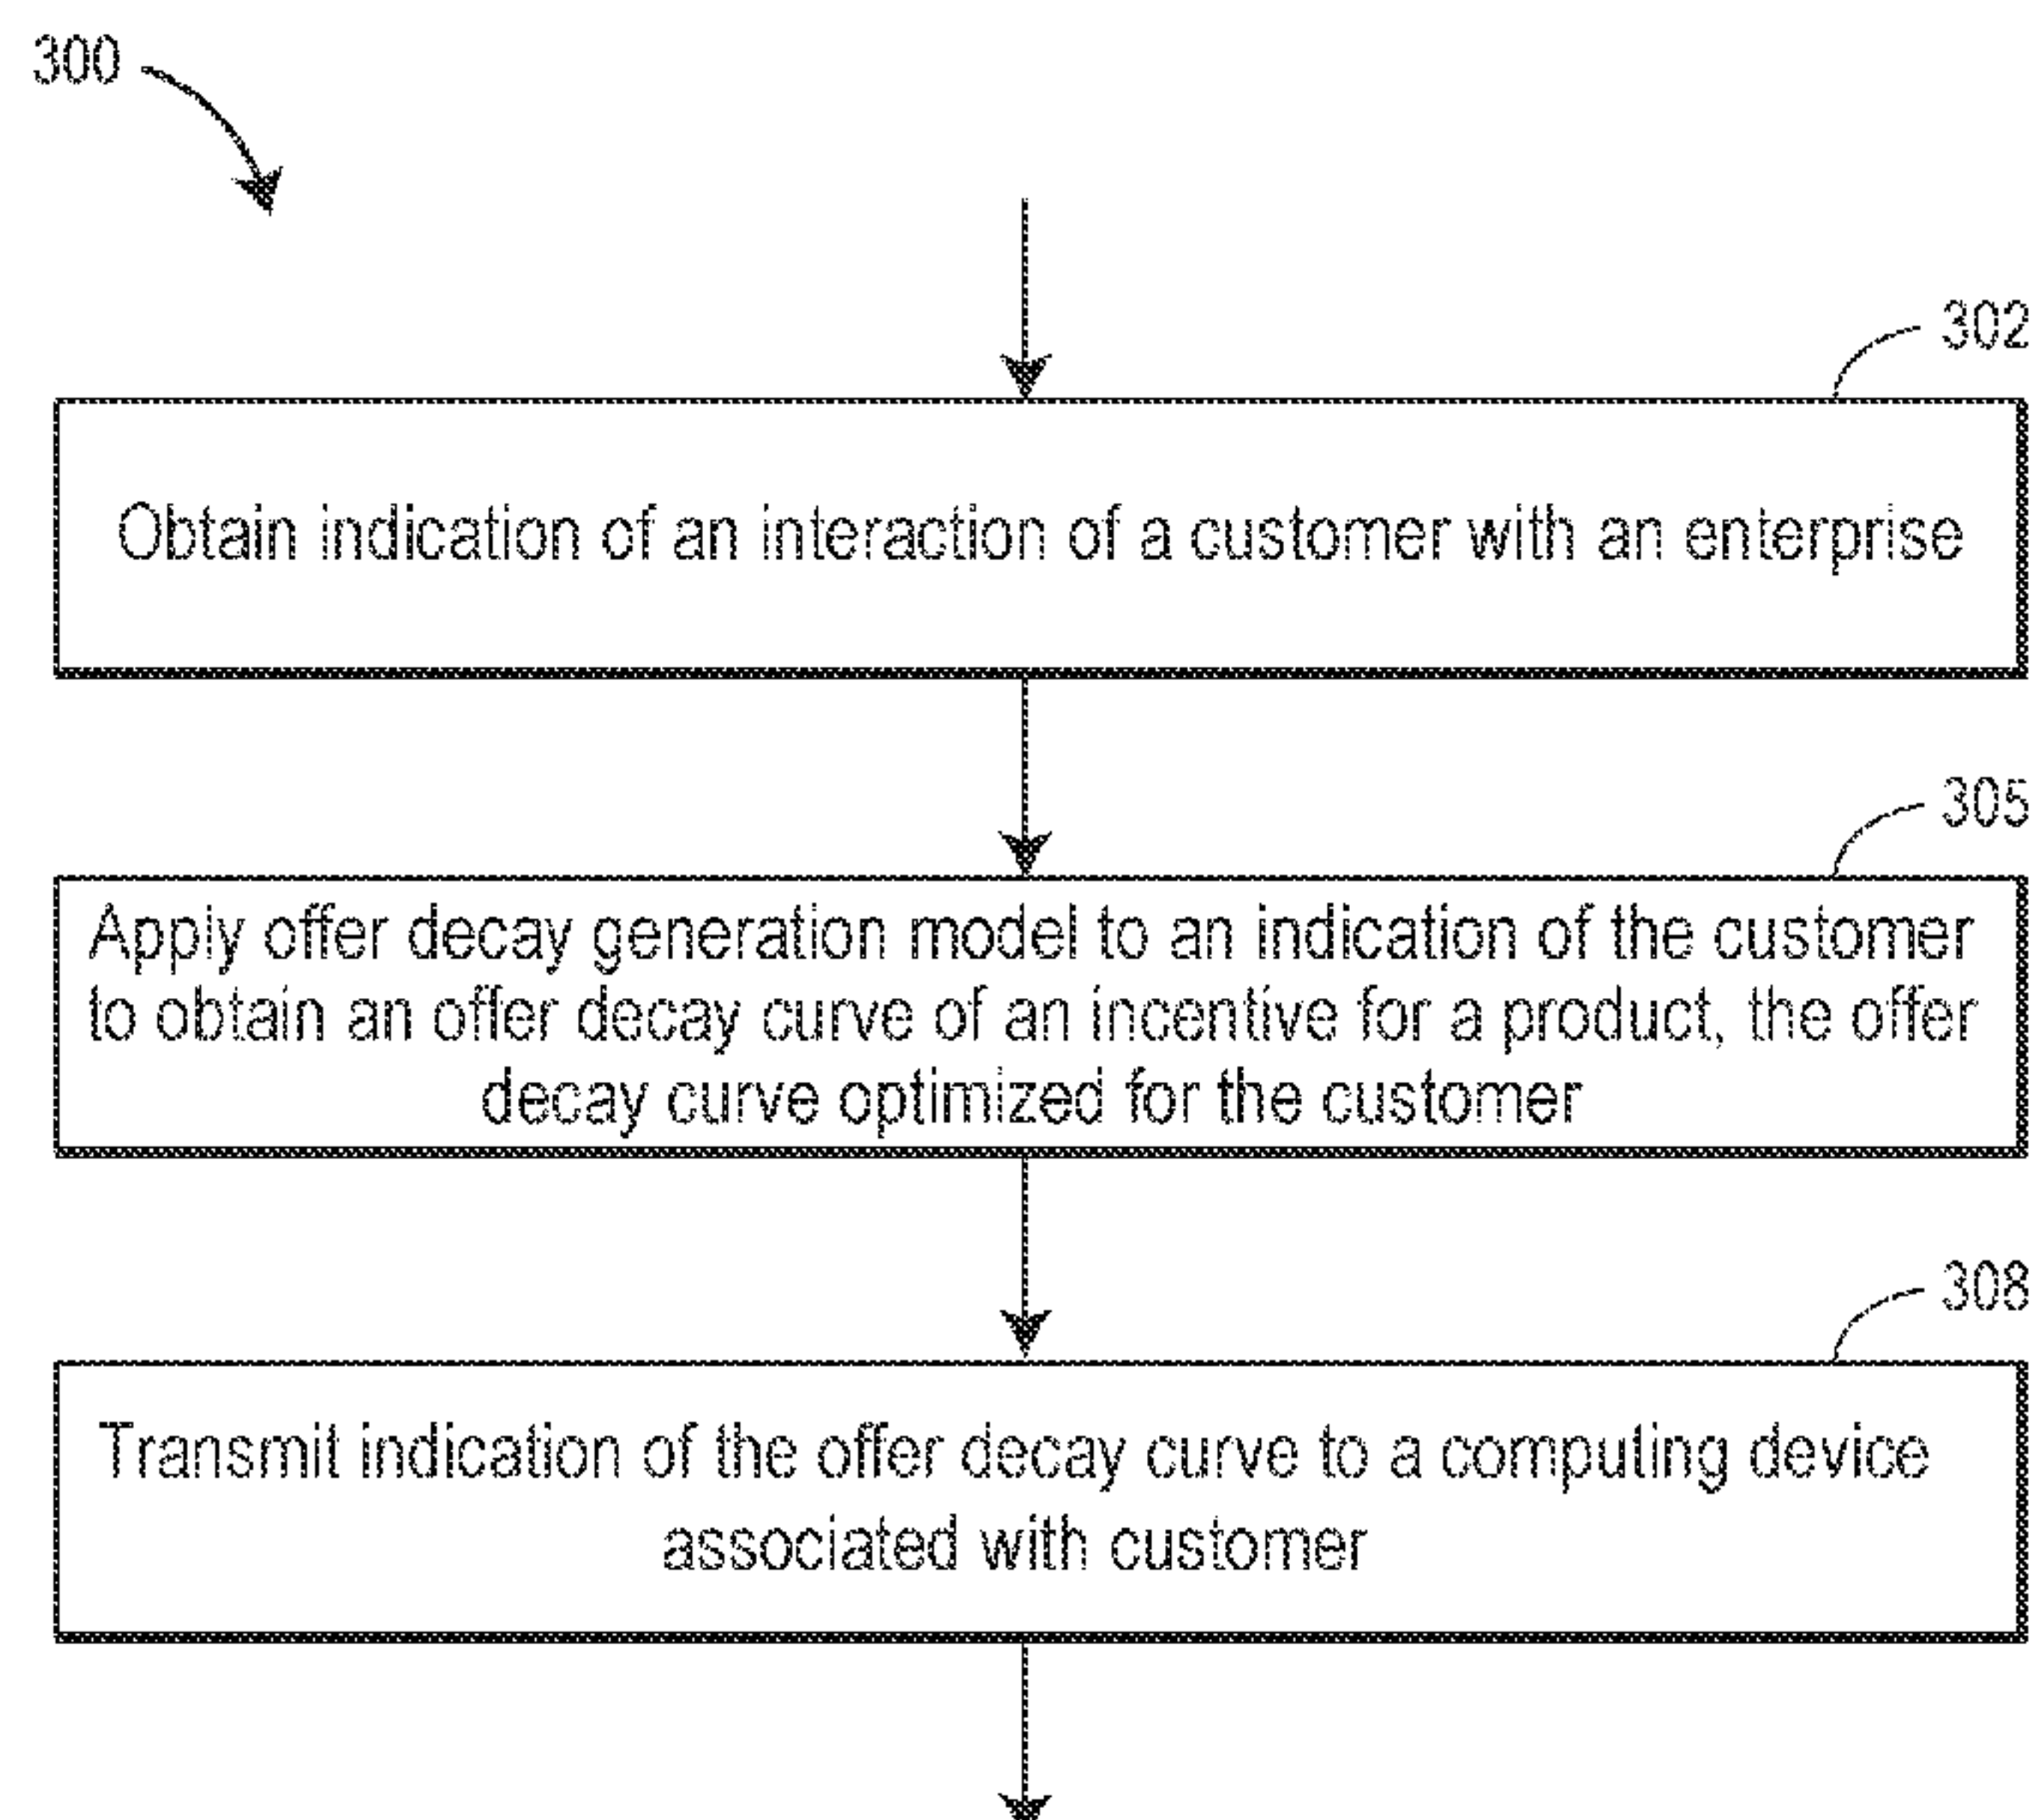 300
302
Obtain indication of an interaction of a customer with an enterprise
305
Apply offer decay generation model to an indication of the customer
to obtain an offer decay curve of an incentive for a product, the offer
decay curve optimized for the customer
308
Transmit indication of the offer decay curve to a computing device
associated with customer